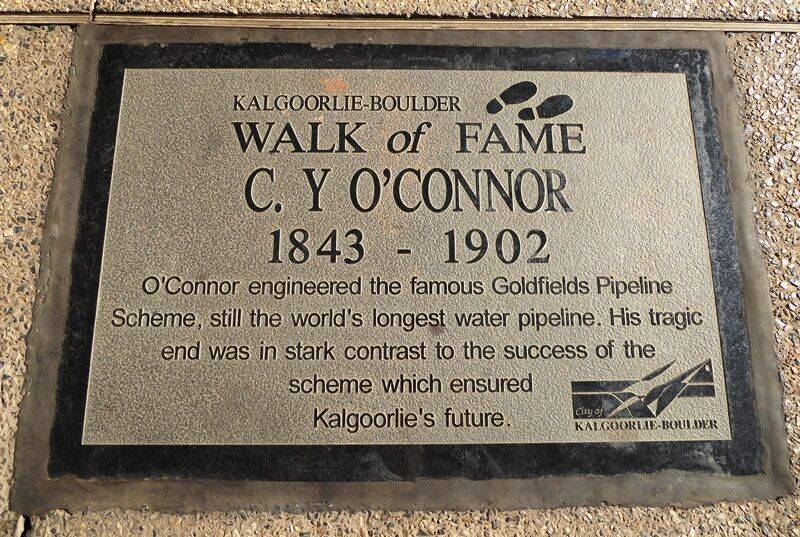 KALGOORLIE-BOULDER
WALK of FAME
C. Y O'CONNOR
1843 - 1902
O'Connor engineered the famous Goldfields Pipeline
Scheme, still the world's longest water pipeline. His tragic
end was in stark contrast to the success of the
scheme which ensured
Kalgoorlie's future.
City of
KALGOORLIE-BOULDER